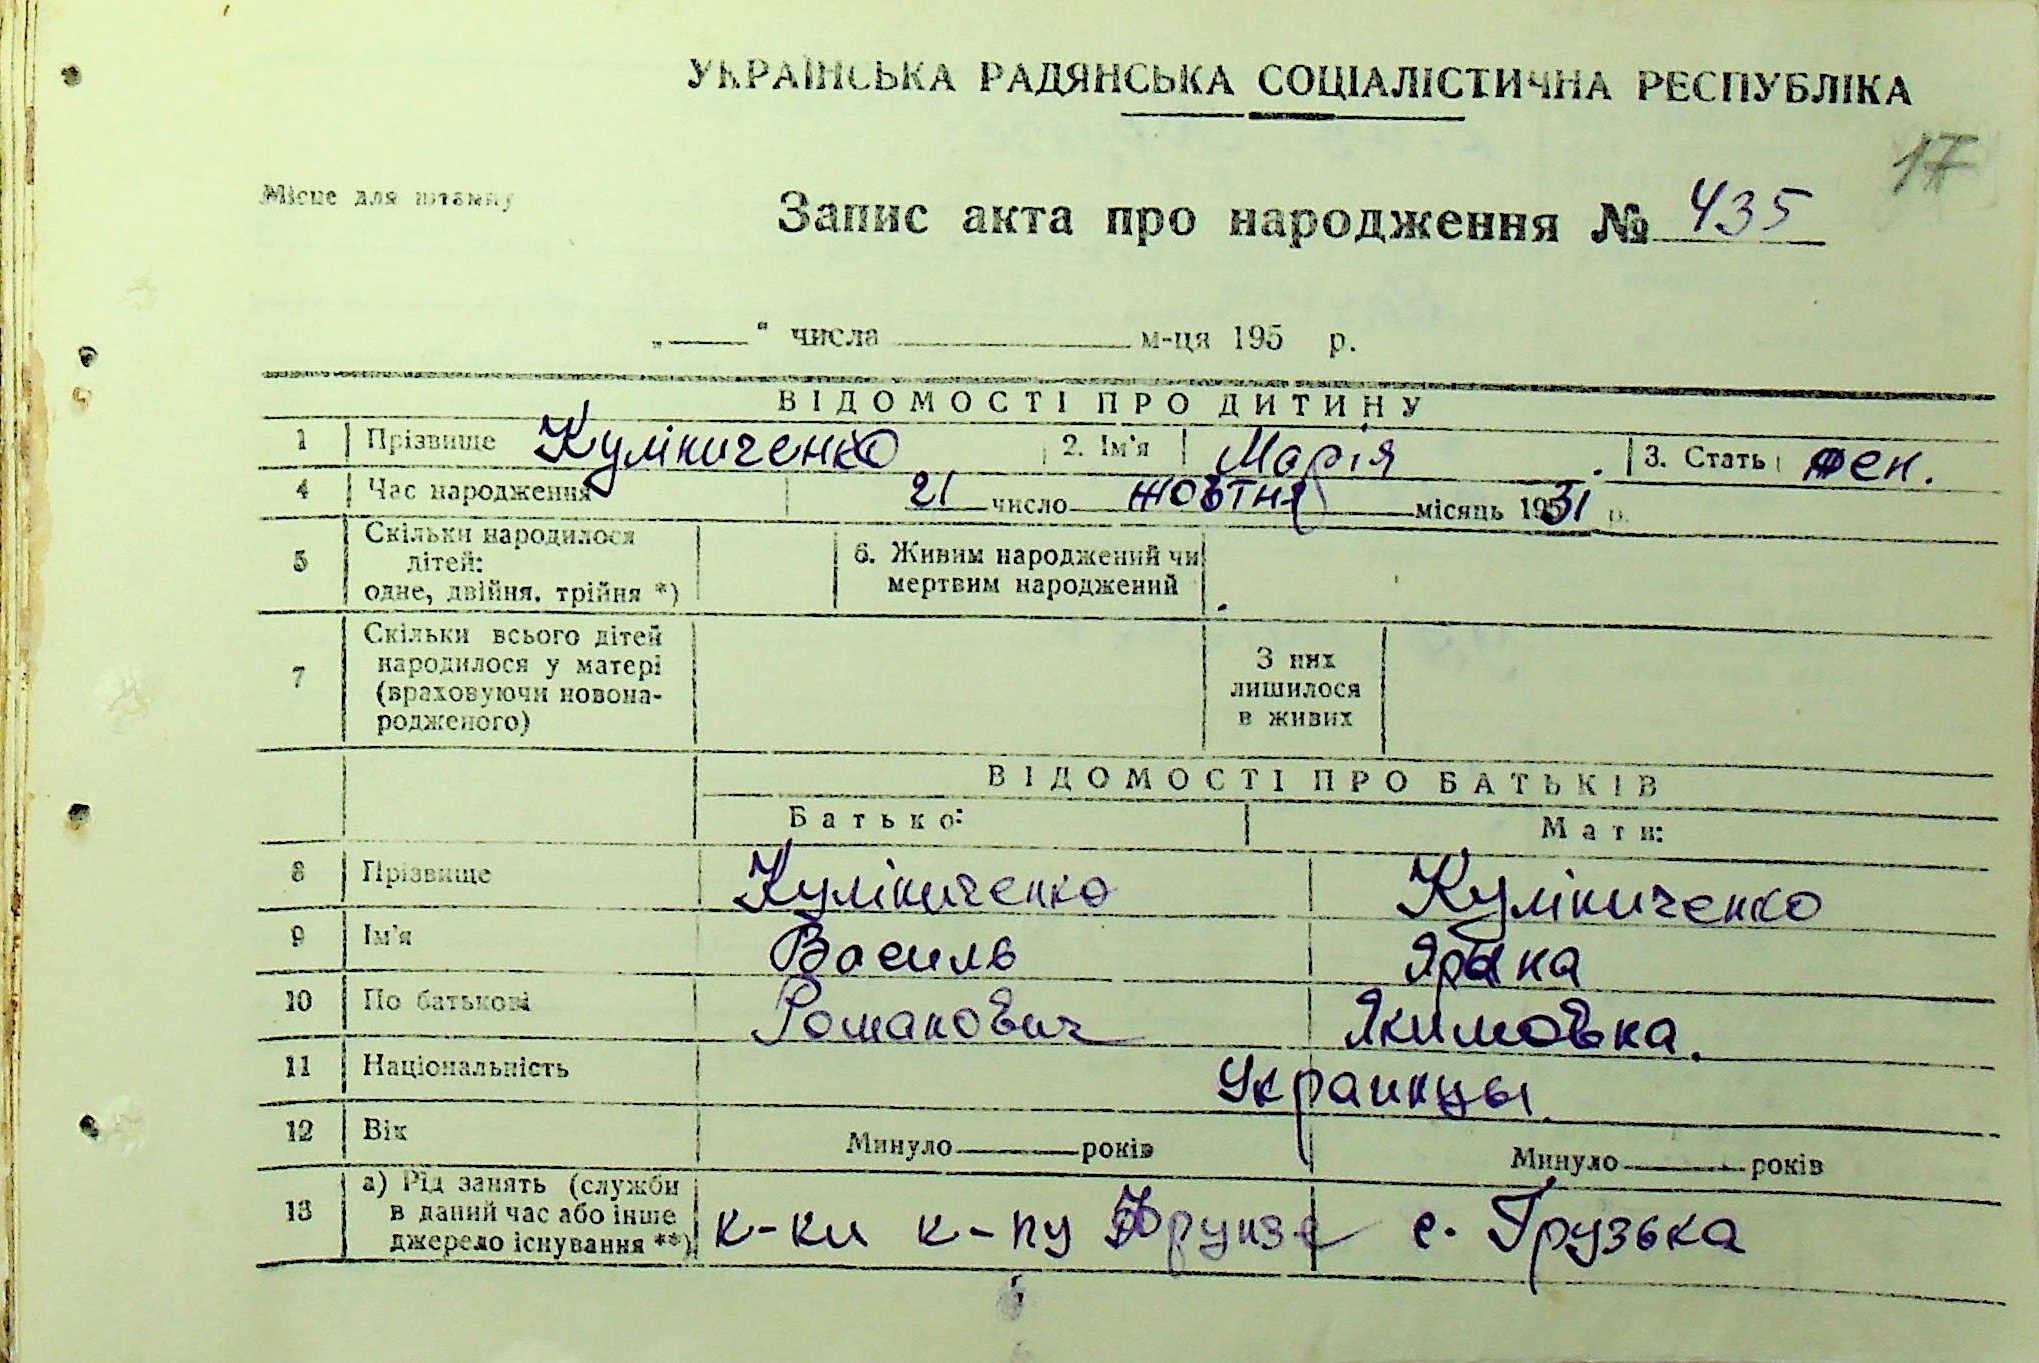 УКРАЇНСЬКА РАДЯНСЬКА СОЦІАЛІСТИЧНА РЕСПУБЛІКА
17
Місце для штампу
Запис акта про народження № 435
„ “ числа м-ця 195 р.
ВІДОМОСТІ ПРО ДИТИНУ
1 Прізвище Кулініченко 2. Ім'я Марія 3. Стать жен.
4 Час народження 21 число жовтня місяць 1931 р.
5 Скільки народилося дітей: одне, двійня, трійня *) 6. Живим народжений чи мертвим народжений
7 Скільки всього дітей народилося у матері (враховуючи новонародженого) З них лишилося в живих
ВІДОМОСТІ ПРО БАТЬКІВ
Батько: Мати:
8 Прізвище Кулініченко Кулініченко
9 Ім'я Василь Ярина
10 По батькові Романович Якимовна.
11 Національність Украинцы
12 Вік Минуло років Минуло років
13 а) Рід занять (служби в даний час або інше джерело існування **) к-ки к-пу Фрунзе с. Грузька